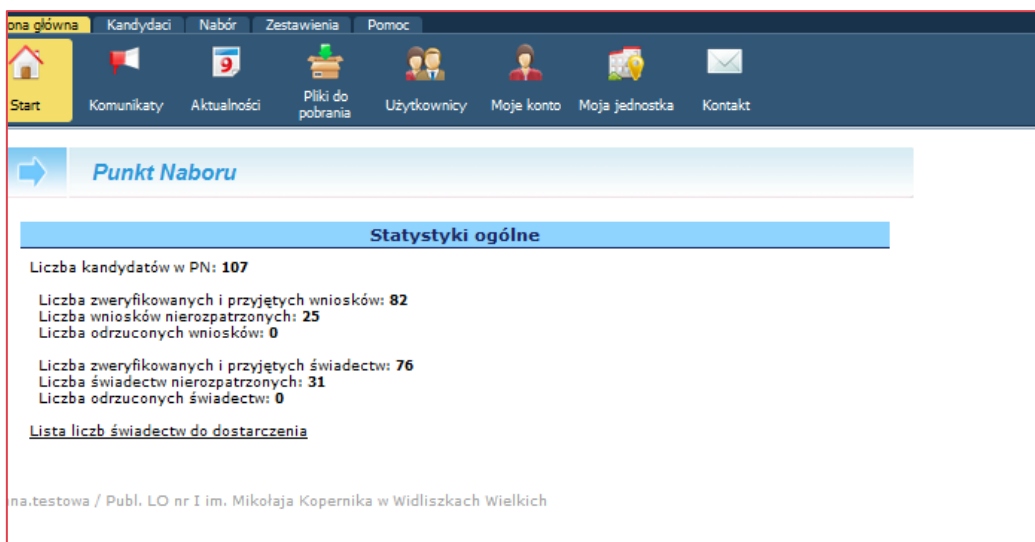 ona główna Kandydaci Nabór Zestawienia Pomoc
9
Start Komunikaty Aktualności Pliki do pobrania Użytkownicy Moje konto Moja jednostka Kontakt
Punkt Naboru
Statystyki ogólne
Liczba kandydatów w PN: 107
Liczba zweryfikowanych i przyjętych wniosków: 82
Liczba wniosków nierozpatrzonych: 25
Liczba odrzuconych wniosków: 0
Liczba zweryfikowanych i przyjętych świadectw: 76
Liczba świadectw nierozpatrzonych: 31
Liczba odrzuconych świadectw: 0
Lista liczb świadectw do dostarczenia
na.testowa / Publ. LO nr I im. Mikołaja Kopernika w Widliszkach Wielkich